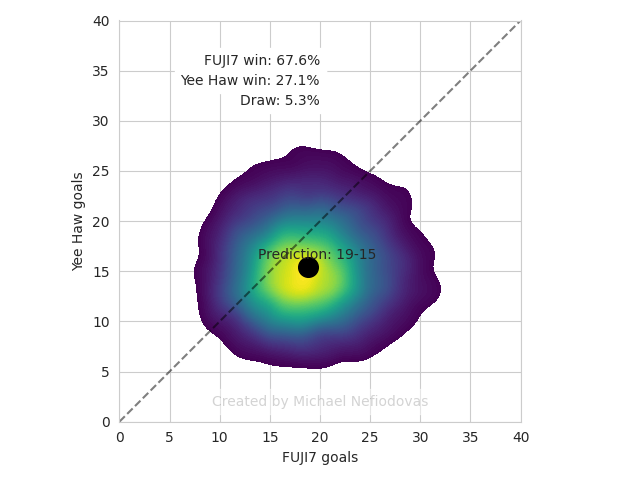 40
35
30
25
20
15
10
5
0
Yee Haw goals
FUJI7 win: 67.6%
Yee Haw win: 27.1%
Draw: 5.3%
Prediction: 19-15
Created by Michael Nefiodovas
0 5 10 15 20 25 30 35 40
FUJI7 goals